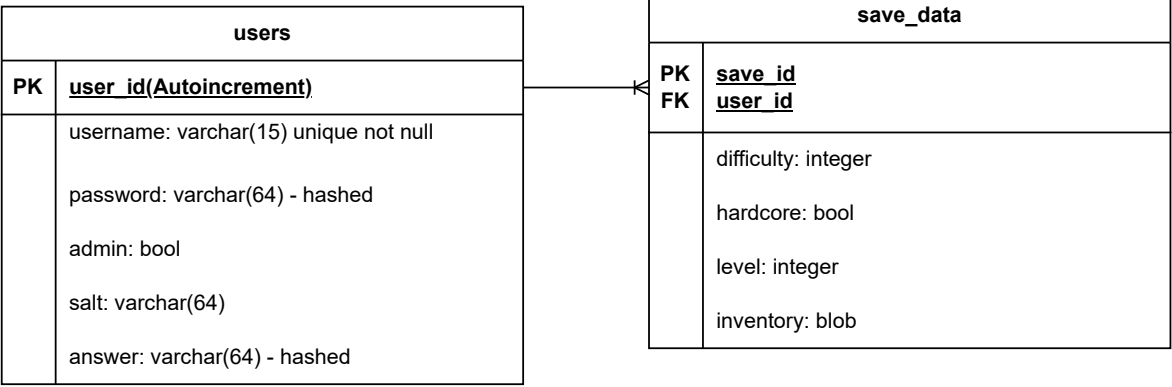 users
PK user_id(Autoincrement)
username: varchar(15) unique not null
password: varchar(64) - hashed
admin: bool
salt: varchar(64)
answer: varchar(64) - hashed
save_data
PK save_id
FK user_id
difficulty: integer
hardcore: bool
level: integer
inventory: blob